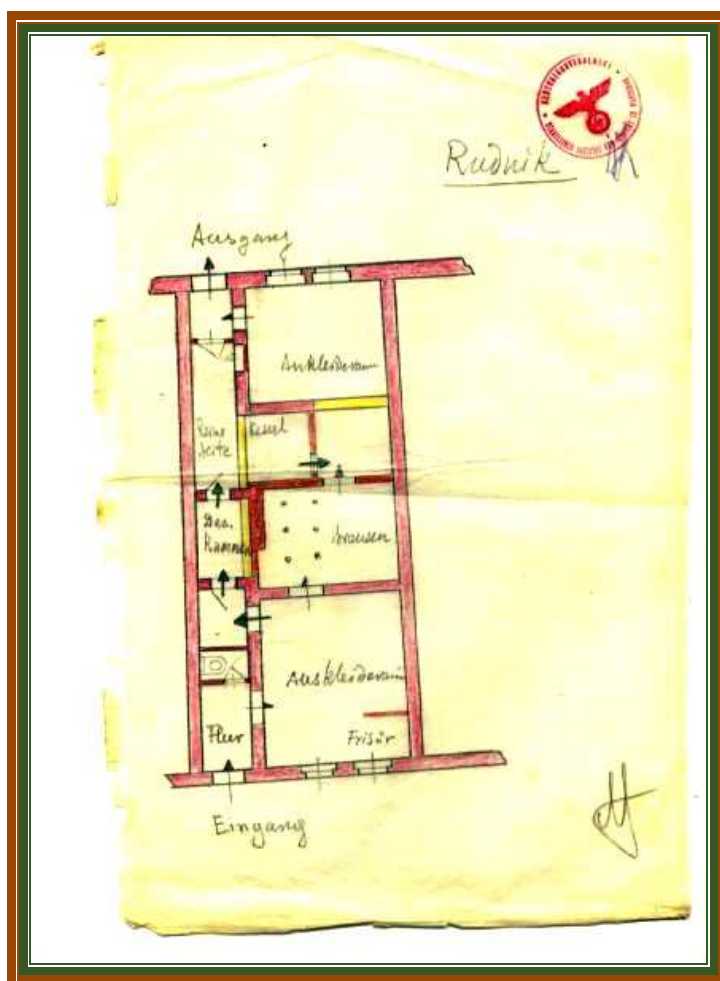 Rudnik
Ausgang
Ankleideraum
Reine
Seite
Kessel
Des.
Kammer
Brausen
Auskleideraum
Flur
Frisör
Eingang